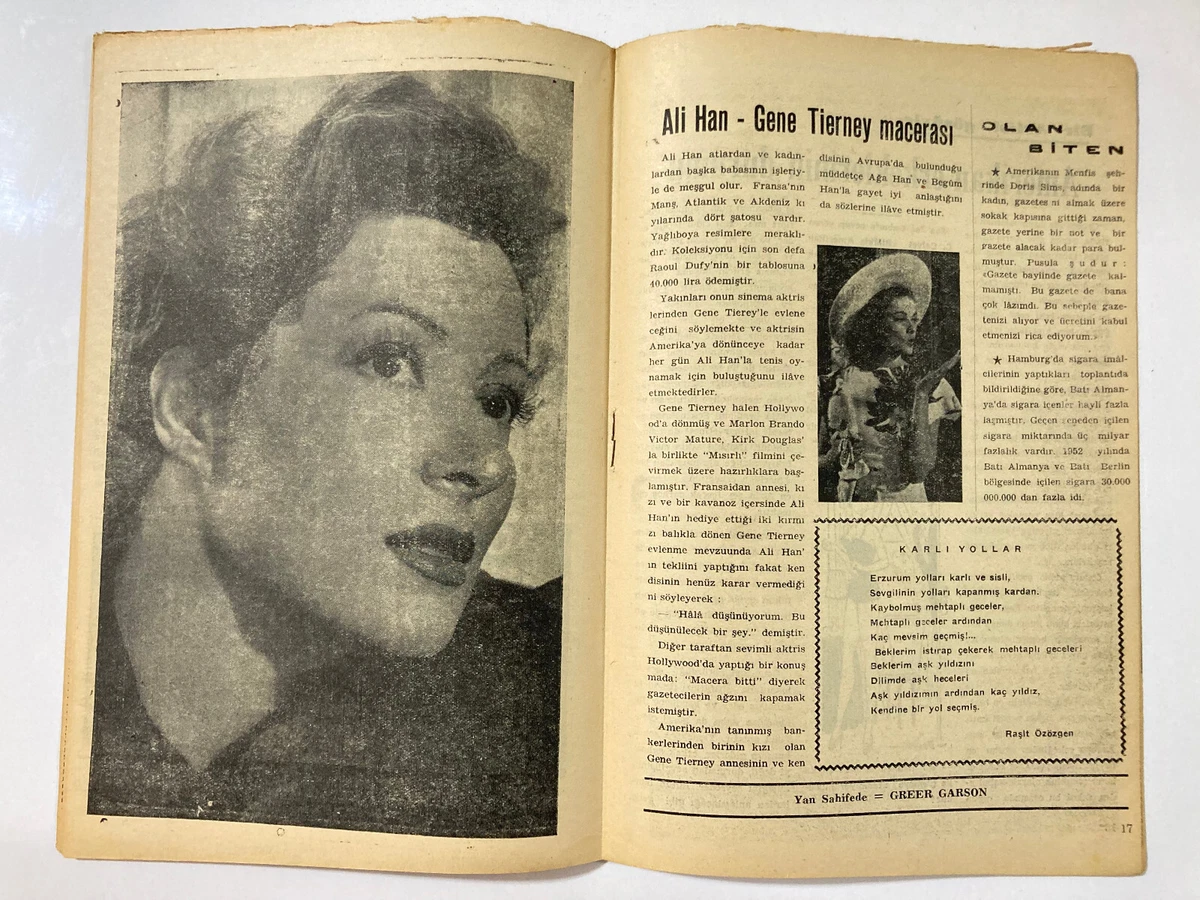 Ali Han - Gene Tierney macerası
Ali Han atlardan ve kadın-
lardan başka babasının işleriy-
le de meşgul olur. Fransa'nın
Manş, Atlantik ve Akdeniz kı
yılarında dört şatosu vardır.
Yağlıboya resimlere meraklı-
dır. Koleksiyonu için son defa
Raoul Dufy'nin bir tablosuna
40.000 lira ödemiştir.
Yakınları onun sinema aktris
lerinden Gene Tierey'le evlene
ceğini söylemekte ve aktrisin
Amerika'ya dönünceye kadar
her gün Ali Han'la tenis oy-
namak için buluştuğunu ilâve
etmektedirler.
Gene Tierney halen Hollywo
od'a dönmüş ve Marlon Brando
Victor Mature, Kirk Douglas'
la birlikte "Mısırlı" filmini çe-
virmek üzere hazırlıklara baş-
lamıştır. Fransaidan annesi, kı
zı ve bir kavanoz içersinde Ali
Han'ın hediye ettiği iki kırmı
zı balıkla dönen Gene Tierney
evlenme mevzuunda Ali Han'
ın tekliini yaptığını fakat ken
disinin henüz karar vermediği
ni söyleyerek :
— "Hâlâ düşünüyorum. Bu
düşünülecek bir şey." demiştir.
Diğer taraftan sevimli aktris
Hollywood'da yaptığı bir konuş
mada: "Macera bitti" diyerek
gazetecilerin ağzını kapamak
istemiştir.
Amerika'nın tanınmış ban-
kerlerinden birinin kızı olan
Gene Tierney annesinin ve ken
disinin Avrupa'da bulunduğu
müddetçe Ağa Han ve Begüm
Han'la gayet iyi anlaştığını
da sözlerine ilâve etmiştir.
OLAN
BİTEN
★ Amerikanın Menfis şeh-
rinde Doris Sims, adında bir
kadın, gazetesini almak üzere
sokak kapısına gittiği zaman,
gazete yerine bir not ve bir
gazete alacak kadar para bul-
muştur. Pusula şudur :
«Gazete bayiinde gazete kal-
mamıştı. Bu gazete de bana
çok lâzımdı. Bu sebeple gaze-
tenizi alıyor ve ücretini kabul
etmenizi rica ediyorum.»
★ Hamburg'da sigara imâl-
cilerinin yaptıkları toplantıda
bildirildiğine göre, Batı Alman-
ya'da sigara içenler hayli fazla
laşmıştır. Geçen seneden içilen
sigara miktarında üç milyar
fazlalık vardır. 1952 yılında
Batı Almanya ve Batı Berlin
bölgesinde içilen sigara 30.000
000.000 dan fazla idi.
KARLI YOLLAR
Erzurum yolları karlı ve sisli,
Sevgilinin yolları kapanmış kardan.
Kaybolmuş mehtaplı geceler,
Mehtaplı geceler ardından
Kaç mevsim geçmiş!...
Beklerim ıstırap çekerek mehtaplı geceleri
Beklerim aşk yıldızını
Dilimde aşk heceleri
Aşk yıldızımın ardından kaç yıldız,
Kendine bir yol seçmiş.
Raşit Özözgen
Yan Sahifede = GREER GARSON
17